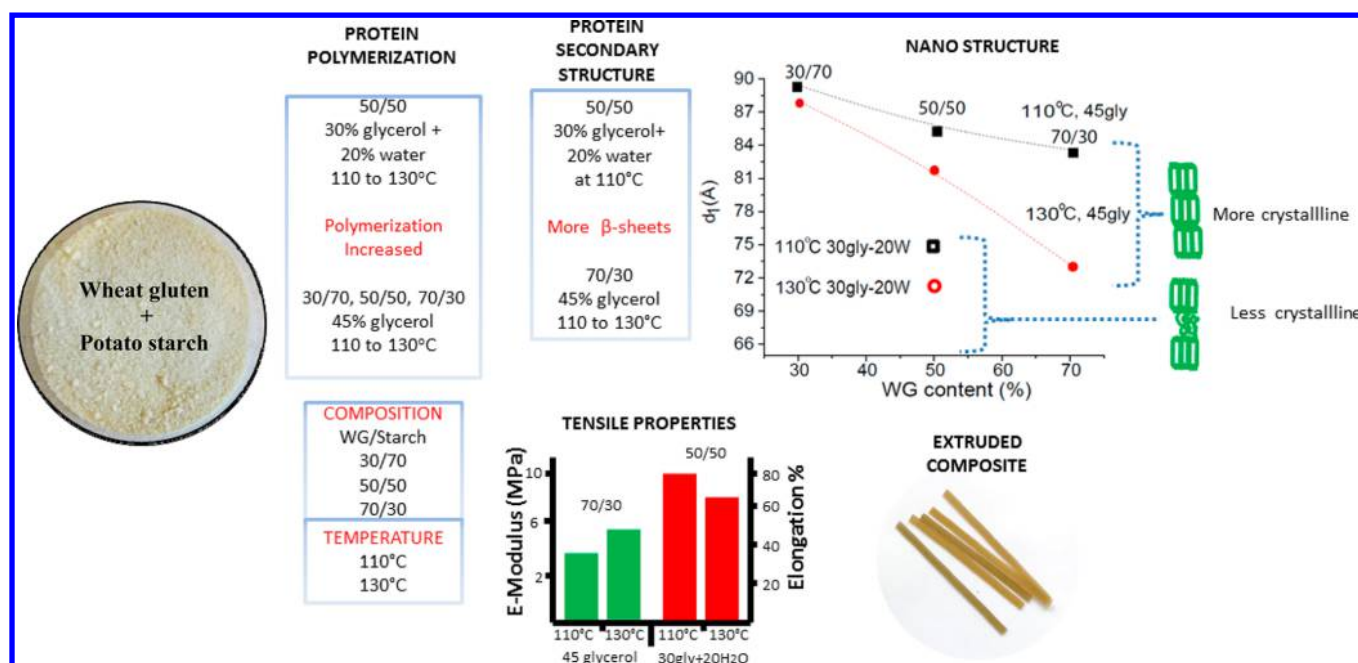 Wheat gluten
+
Potato starch
PROTEIN
POLYMERIZATION
50/50
30% glycerol +
20% water
110 to 130°C
Polymerization
Increased
30/70, 50/50, 70/30
45% glycerol
110 to 130°C
COMPOSITION
WG/Starch
30/70
50/50
70/30
TEMPERATURE
110°C
130°C
PROTEIN
SECONDARY
STRUCTURE
50/50
30% glycerol+
20% water
at 110°C
More β-sheets
70/30
45% glycerol
110 to 130°C
NANO STRUCTURE
d₁(Å)
90
87
84
81
78
75
72
69
66
30/70
50/50
110°C, 45gly
70/30
130°C, 45gly
110°C 30gly-20W
130°C 30gly-20W
30
40
50
60
70
WG content (%)
More crystallline
Less crystallline
TENSILE PROPERTIES
E-Modulus (MPa)
10
6
2
70/30
50/50
80
60
40
20
Elongation %
110°C 130°C 110°C 130°C
45 glycerol 30gly+20H2O
EXTRUDED
COMPOSITE